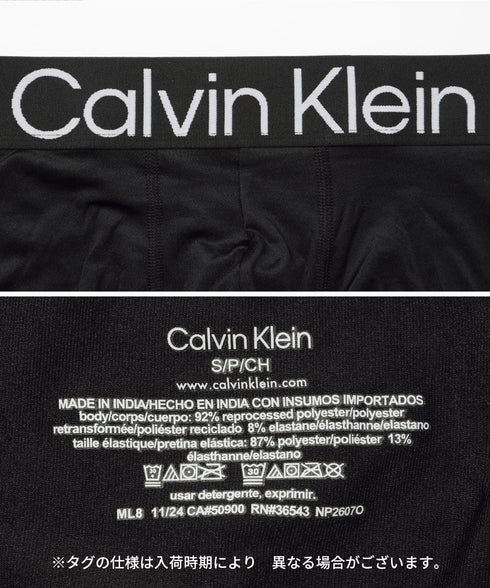 Calvin Klein
Calvin Klein
S/P/CH
www.calvinklein.com
MADE IN INDIA/HECHO EN INDIA CON INSUMOS IMPORTADOS
body/corps/cuerpo: 92% reprocessed polyester/polyester
retransformée/poliéster reciclado 8% elastane/élasthanne/elastano
taille élastique/pretina elástica: 87% polyester/poliéster 13%
élasthanne/elastano
usar detergente, exprimir.
ML8 11/24 CA#50900 RN#36543 NP2607O
※タグの仕様は入荷時期により 異なる場合がございます。